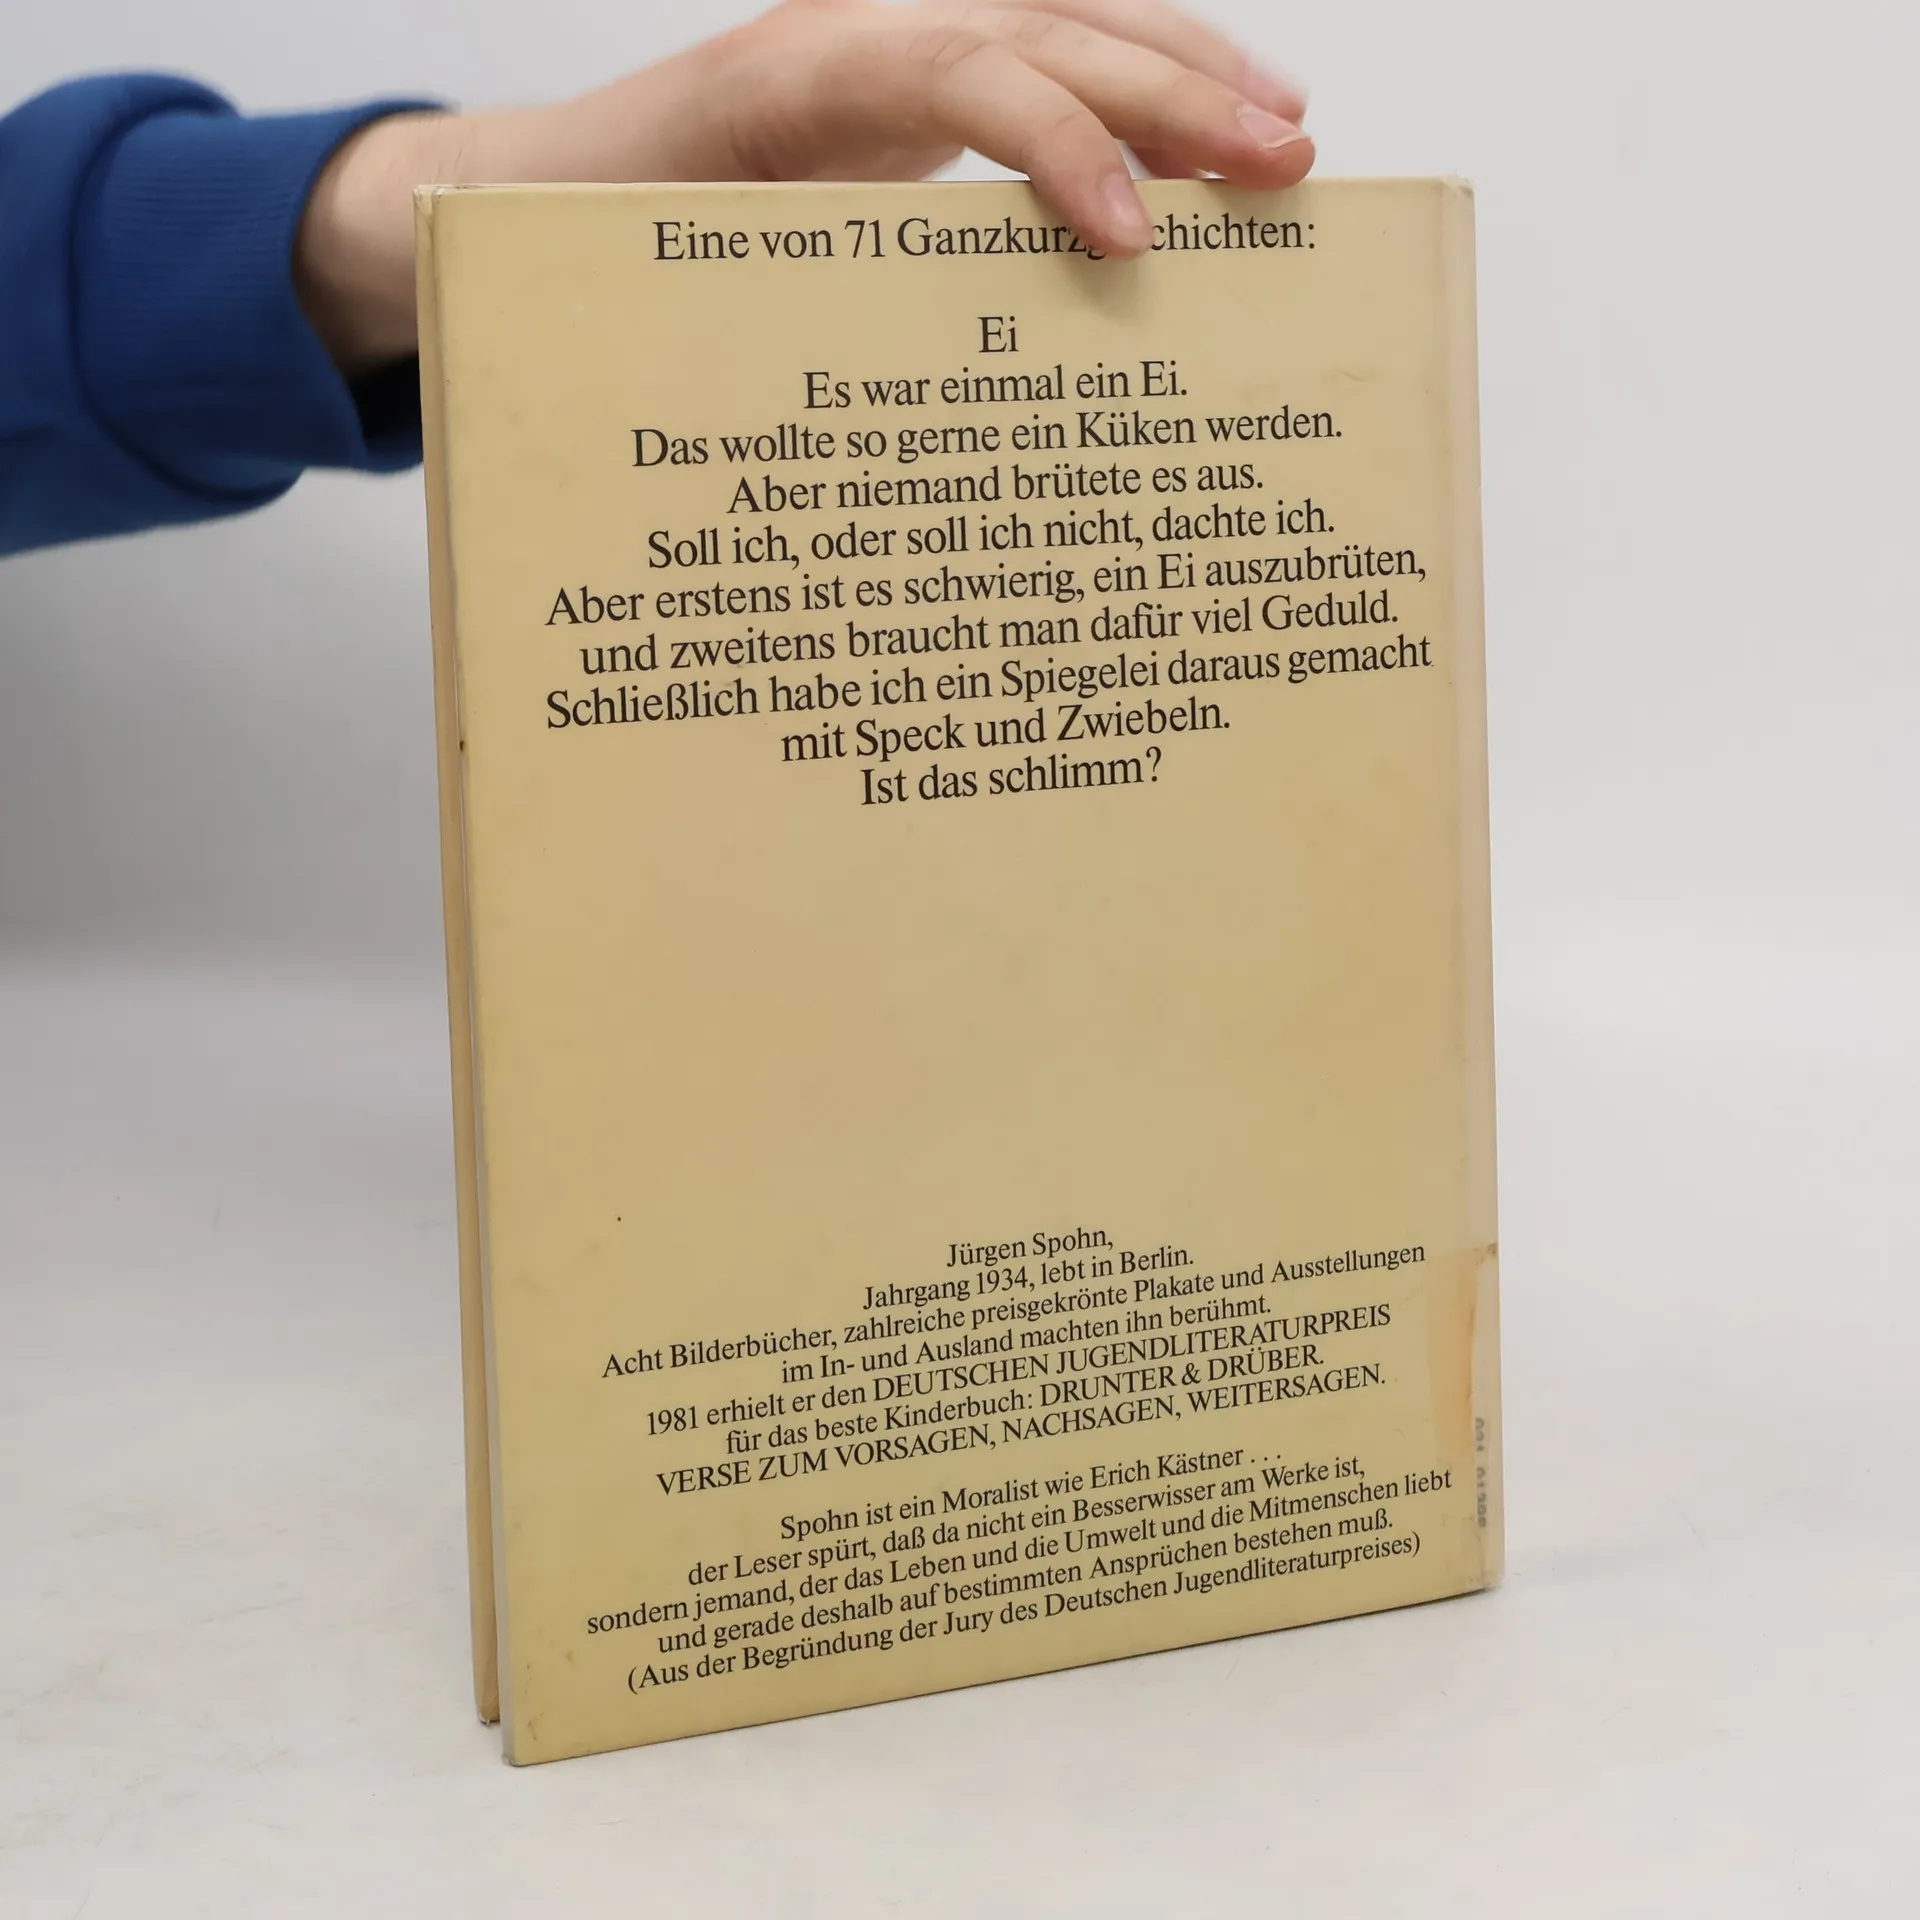 Eine von 71 Ganzkurzgeschichten:
Ei
Es war einmal ein Ei.
Das wollte so gerne ein Küken werden.
Aber niemand brütete es aus.
Soll ich, oder soll ich nicht, dachte ich.
Aber erstens ist es schwierig, ein Ei auszubrüten,
und zweitens braucht man dafür viel Geduld.
Schließlich habe ich ein Spiegelei daraus gemacht
mit Speck und Zwiebeln.
Ist das schlimm?
Jürgen Spohn,
Jahrgang 1934, lebt in Berlin.
Acht Bilderbücher, zahlreiche preisgekrönte Plakate und Ausstellungen
im In- und Ausland machten ihn berühmt.
1981 erhielt er den DEUTSCHEN JUGENDLITERATURPREIS
für das beste Kinderbuch: DRUNTER & DRÜBER.
VERSE ZUM VORSAGEN, NACHSAGEN, WEITERSAGEN.
Spohn ist ein Moralist wie Erich Kästner . . .
der Leser spürt, daß da nicht ein Besserwisser am Werke ist,
sondern jemand, der das Leben und die Umwelt und die Mitmenschen liebt
und gerade deshalb auf bestimmten Ansprüchen bestehen muß.
(Aus der Begründung der Jury des Deutschen Jugendliteraturpreises)